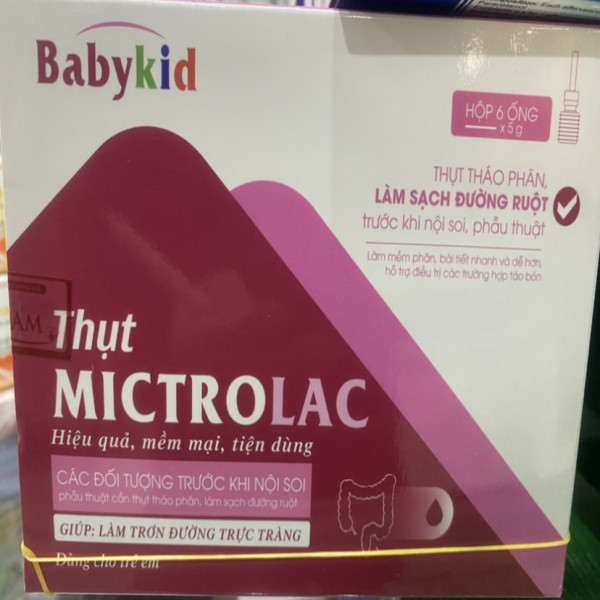 Babykid
HỘP 6 ỐNG
x 5 g
THỤT THÁO PHÂN,
LÀM SẠCH ĐƯỜNG RUỘT
trước khi nội soi, phẫu thuật
Làm mềm phân, bài tiết nhanh và dễ hơn,
hỗ trợ điều trị các trường hợp táo bón
Thụt
MICTROLAC
Hiệu quả, mềm mại, tiện dùng
CÁC ĐỐI TƯỢNG TRƯỚC KHI NỘI SOI
phẫu thuật cần thụt tháo phân, làm sạch đường ruột
GIÚP: LÀM TRƠN ĐƯỜNG TRỰC TRÀNG
Dùng cho trẻ em